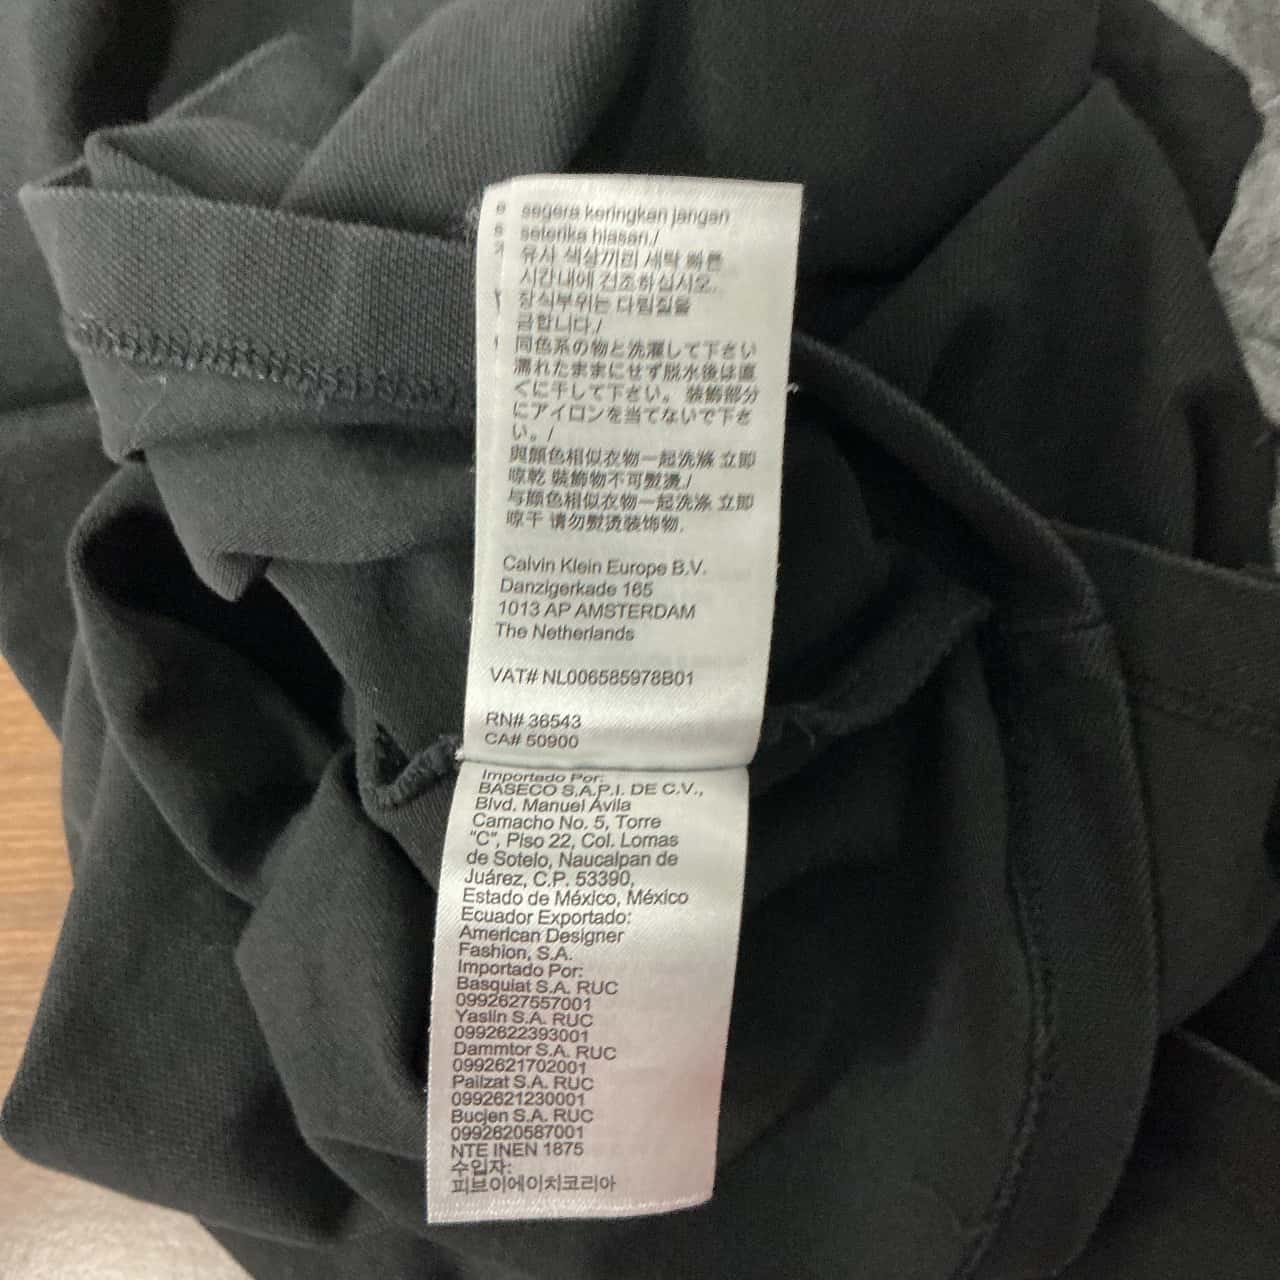 segera keringkan jangan
seterika hiasan./
유사 색상끼리 세탁 빠른
시간내에 건조하십시오.
장식부위는 다림질을
금합니다./
同色系の物と洗濯して下さい
濡れたままにせず脱水後は直
ぐに干して下さい。装飾部分
にアイロンを当てないで下さ
い。/
與顏色相似衣物一起洗滌 立即
晾乾 裝飾物不可熨燙./
与颜色相似衣物一起洗涤 立即
晾干 请勿熨烫装饰物.
Calvin Klein Europe B.V.
Danzigerkade 165
1013 AP AMSTERDAM
The Netherlands
VAT# NL006585978B01
RN# 36543
CA# 50900
Importado Por:
BASECO S.A.P.I. DE C.V.,
Blvd. Manuel Ávila
Camacho No. 5, Torre
"C", Piso 22, Col. Lomas
de Sotelo, Naucalpan de
Juárez, C.P. 53390,
Estado de México, México
Ecuador Exportado:
American Designer
Fashion, S.A.
Importado Por:
Basquiat S.A. RUC
0992627557001
Yaslin S.A. RUC
0992622393001
Dammtor S.A. RUC
0992621702001
Pailzat S.A. RUC
0992621230001
Bucjen S.A. RUC
0992620587001
NTE INEN 1875
수입자:
피브이에이치코리아